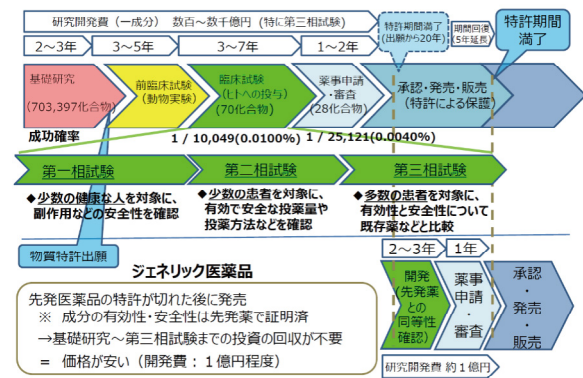 研究開発費（一成分） 数百～数千億円（特に第三相試験）
特許期間満了
（出願から20年）
期間回復
（5年延長）
特許期間
満了
2～3年
3～5年
3～7年
1～2年
基礎研究
（703,397化合物）
前臨床試験
（動物実験）
臨床試験
（ヒトへの投与）
（70化合物）
薬事申請
・審査
（28化合物）
承認・発売・販売
（特許による保護）
成功確率
1 / 10,049(0.0100%)
1 / 25,121(0.0040%)
第一相試験
第二相試験
第三相試験
◆少数の健康な人を対象に、
副作用などの安全性を確認
◆少数の患者を対象に、
有効で安全な投薬量や
投薬方法などを確認
◆多数の患者を対象に、
有効性と安全性について
既存薬などと比較
物質特許出願
ジェネリック医薬品
先発医薬品の特許が切れた後に発売
※ 成分の有効性・安全性は先発薬で証明済
→基礎研究～第三相試験までの投資の回収が不要
= 価格が安い（開発費：１億円程度）
2～3年
1年
開発
（先発薬
との
同等性
確認）
薬事
申請
・
審査
承認
・
発売
・
販売
研究開発費 約１億円